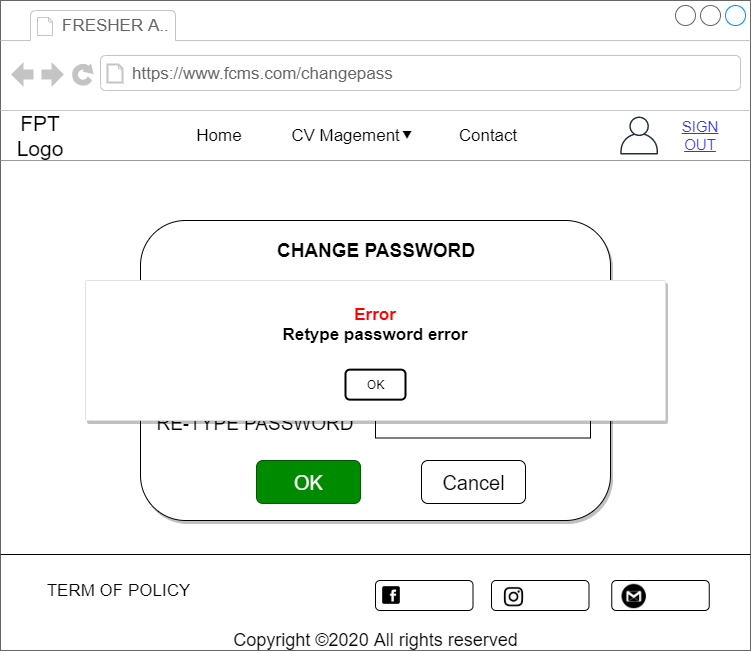 FRESHER A..
https://www.fcms.com/changepass
FPT
Logo
Home
CV Magement▼
Contact
SIGN
OUT
CHANGE PASSWORD
Error
Retype password error
OK
RE-TYPE PASSWORD
OK
Cancel
TERM OF POLICY
Copyright ©2020 All rights reserved